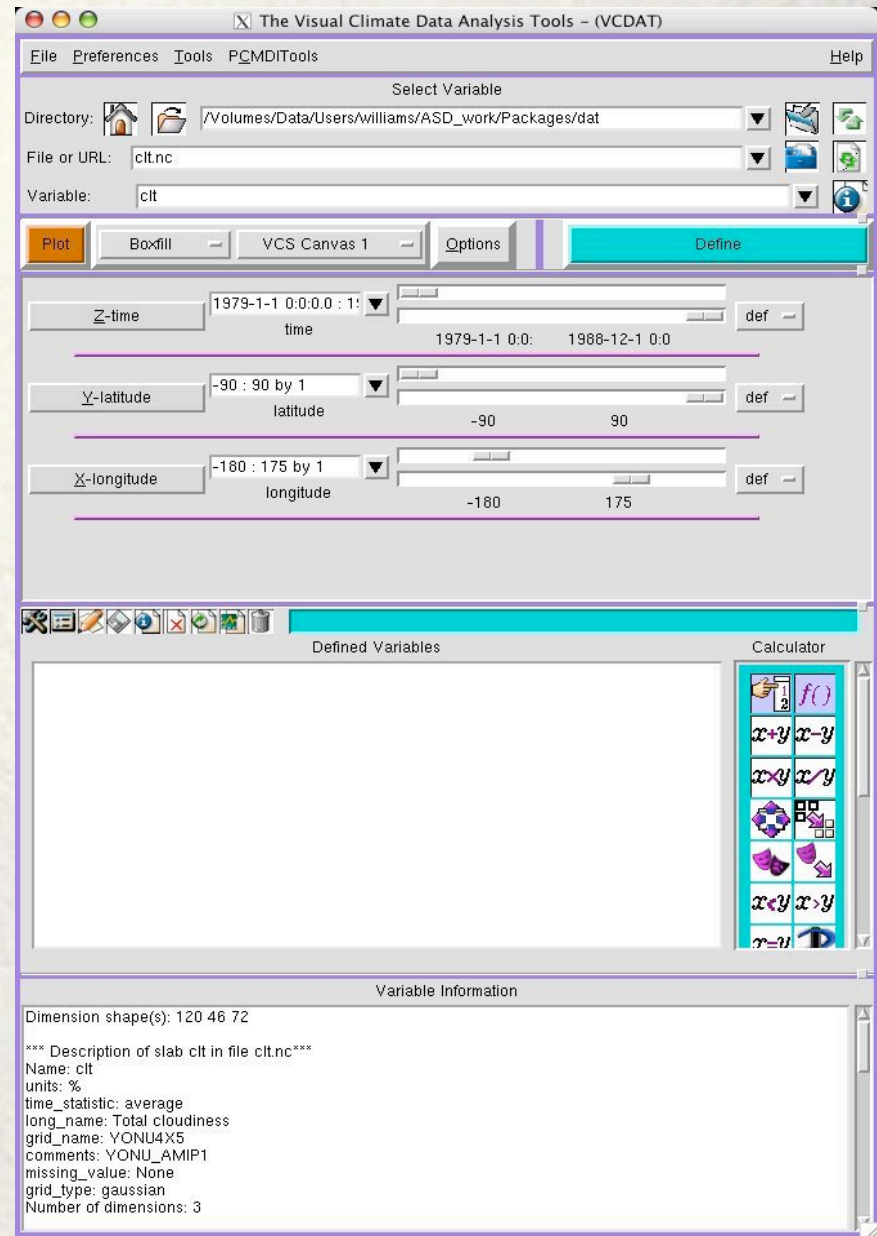 The Visual Climate Data Analysis Tools - (VCDAT)
File Preferences Tools PCMDITools Help
Select Variable
Directory: /Volumes/Data/Users/williams/ASD_work/Packages/dat
File or URL: clt.nc
Variable: clt
Plot Boxfill VCS Canvas 1 Options Define
Z-time 1979-1-1 0:0:0.0 : 1! def
time 1979-1-1 0:0: 1988-12-1 0:0
Y-latitude -90 : 90 by 1 def
latitude -90 90
X-longitude -180 : 175 by 1 def
longitude -180 175
Defined Variables Calculator
1 2 f()
x+y x-y
x×y x/y
x<y x>y
x=y
Variable Information
Dimension shape(s): 120 46 72
*** Description of slab clt in file clt.nc***
Name: clt
units: %
time_statistic: average
long_name: Total cloudiness
grid_name: YONU4X5
comments: YONU_AMIP1
missing_value: None
grid_type: gaussian
Number of dimensions: 3